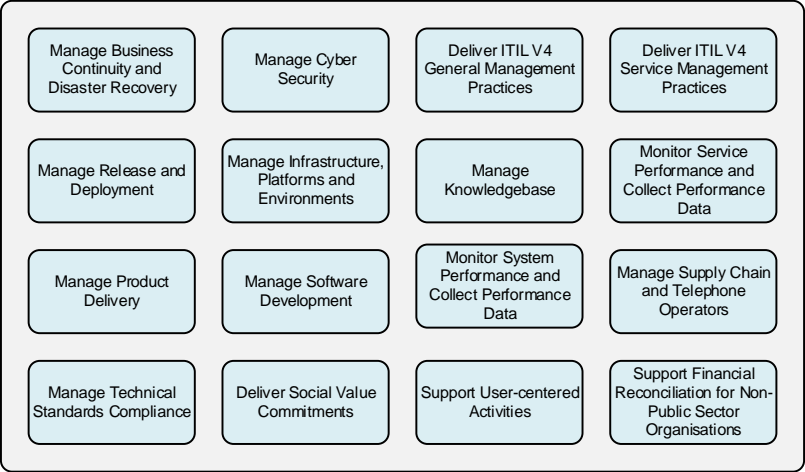 Manage Business
Continuity and
Disaster Recovery
Manage Cyber
Security
Deliver ITIL V4
General Management
Practices
Deliver ITIL V4
Service Management
Practices
Manage Release and
Deployment
Manage Infrastructure,
Platforms and
Environments
Manage
Knowledgebase
Monitor Service
Performance and
Collect Performance
Data
Manage Product
Delivery
Manage Software
Development
Monitor System
Performance and
Collect Performance
Data
Manage Supply Chain
and Telephone
Operators
Manage Technical
Standards Compliance
Deliver Social Value
Commitments
Support User-centered
Activities
Support Financial
Reconciliation for Non-
Public Sector
Organisations